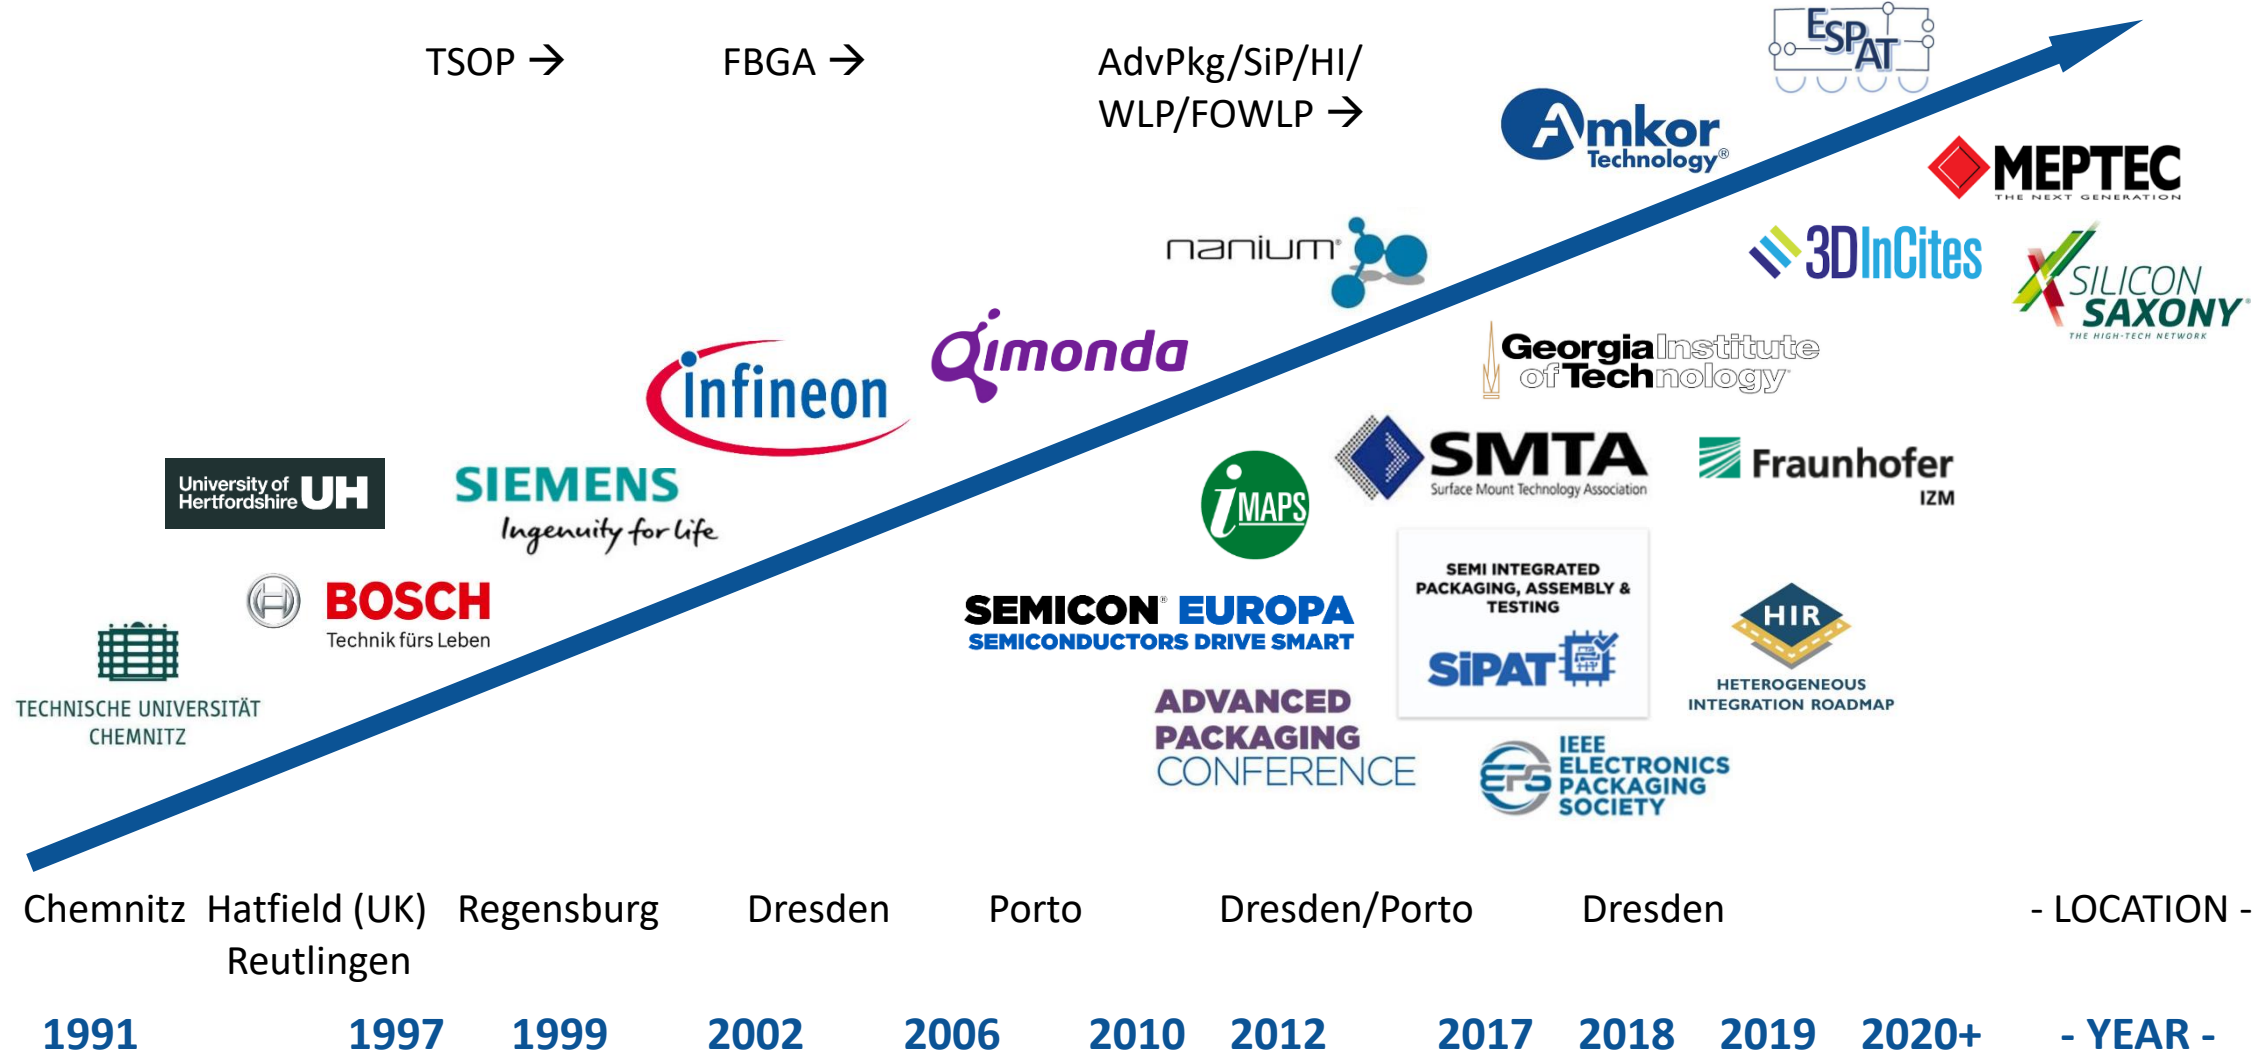 TSOP →
FBGA →
AdvPkg/SiP/HI/
WLP/FOWLP →
ESPAT
Amkor
Technology®
MEPTEC
THE NEXT GENERATION
nanium®
3DInCites
SILICON
SAXONY®
THE HIGH-TECH NETWORK
Qimonda
Georgia Institute
of Technology
infineon
SMTA
Surface Mount Technology Association
Fraunhofer
IZM
University of
Hertfordshire UH
SIEMENS
Ingenuity for life
iMAPS
BOSCH
Technik fürs Leben
SEMICON® EUROPA
SEMICONDUCTORS DRIVE SMART
SEMI INTEGRATED
PACKAGING, ASSEMBLY &
TESTING
SiPAT
HIR
HETEROGENEOUS
INTEGRATION ROADMAP
TECHNISCHE UNIVERSITÄT
CHEMNITZ
ADVANCED
PACKAGING
CONFERENCE
EPS
IEEE
ELECTRONICS
PACKAGING
SOCIETY
Chemnitz Hatfield (UK) Regensburg Dresden Porto Dresden/Porto Dresden - LOCATION -
Reutlingen
1991 1997 1999 2002 2006 2010 2012 2017 2018 2019 2020+ - YEAR -